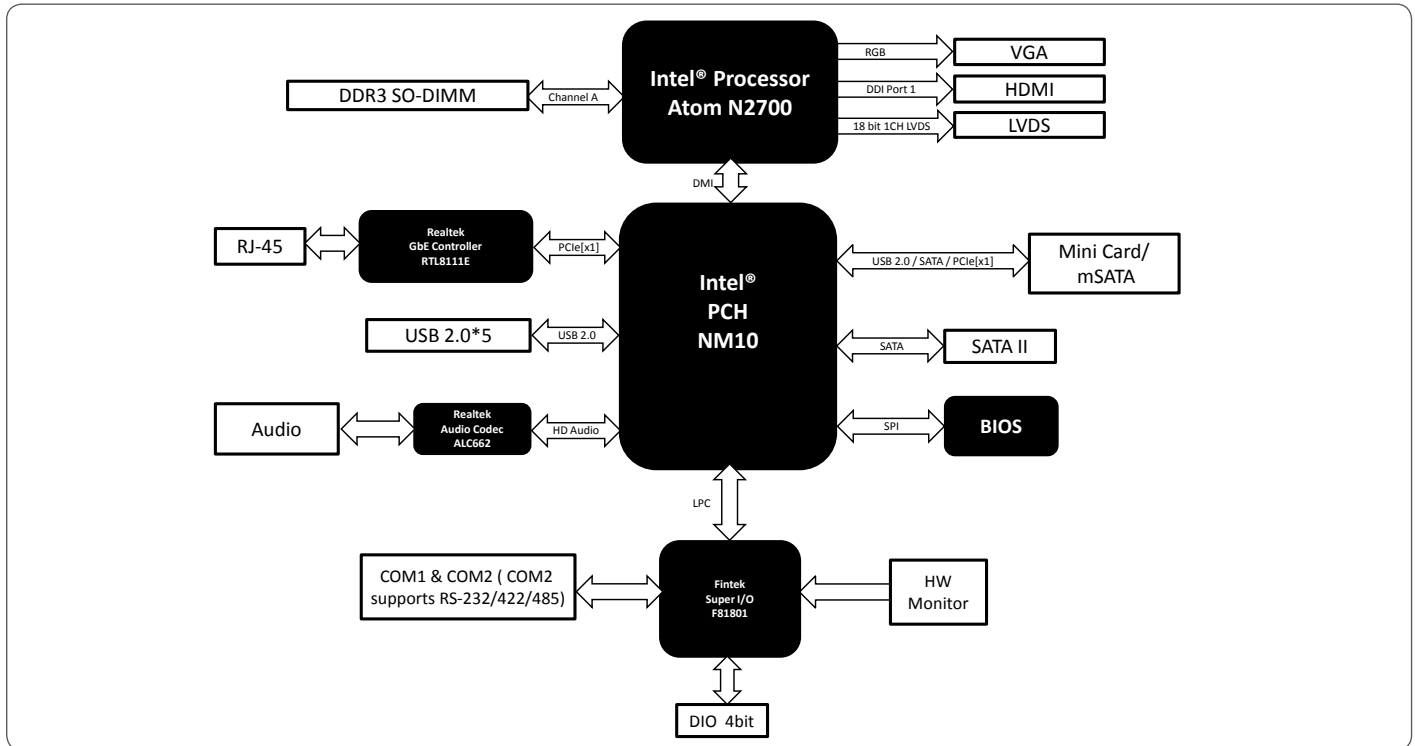 Intel® Processor
Atom N2700
RGB
VGA
DDI Port 1
HDMI
18 bit 1CH LVDS
LVDS
DDR3 SO-DIMM
Channel A
DMI
RJ-45
Realtek
GbE Controller
RTL8111E
PCIe[x1]
Intel®
PCH
NM10
USB 2.0 / SATA / PCIe[x1]
Mini Card/
mSATA
USB 2.0*5
USB 2.0
SATA
SATA II
Audio
Realtek
Audio Codec
ALC662
HD Audio
SPI
BIOS
LPC
COM1 & COM2 ( COM2
supports RS-232/422/485)
Fintek
Super I/O
F81801
HW
Monitor
DIO 4bit